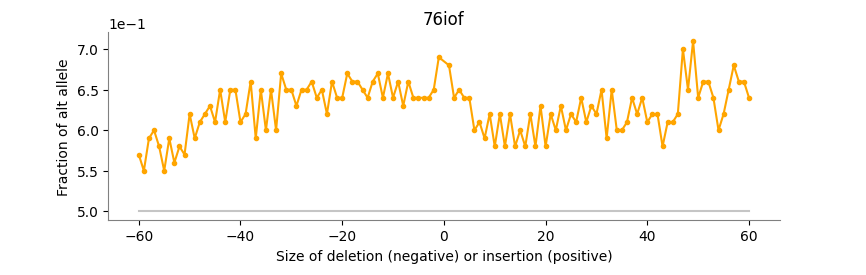 76iof
1e−1
7.0
6.5
6.0
5.5
5.0
Fraction of alt allele
−60 −40 −20 0 20 40 60
Size of deletion (negative) or insertion (positive)